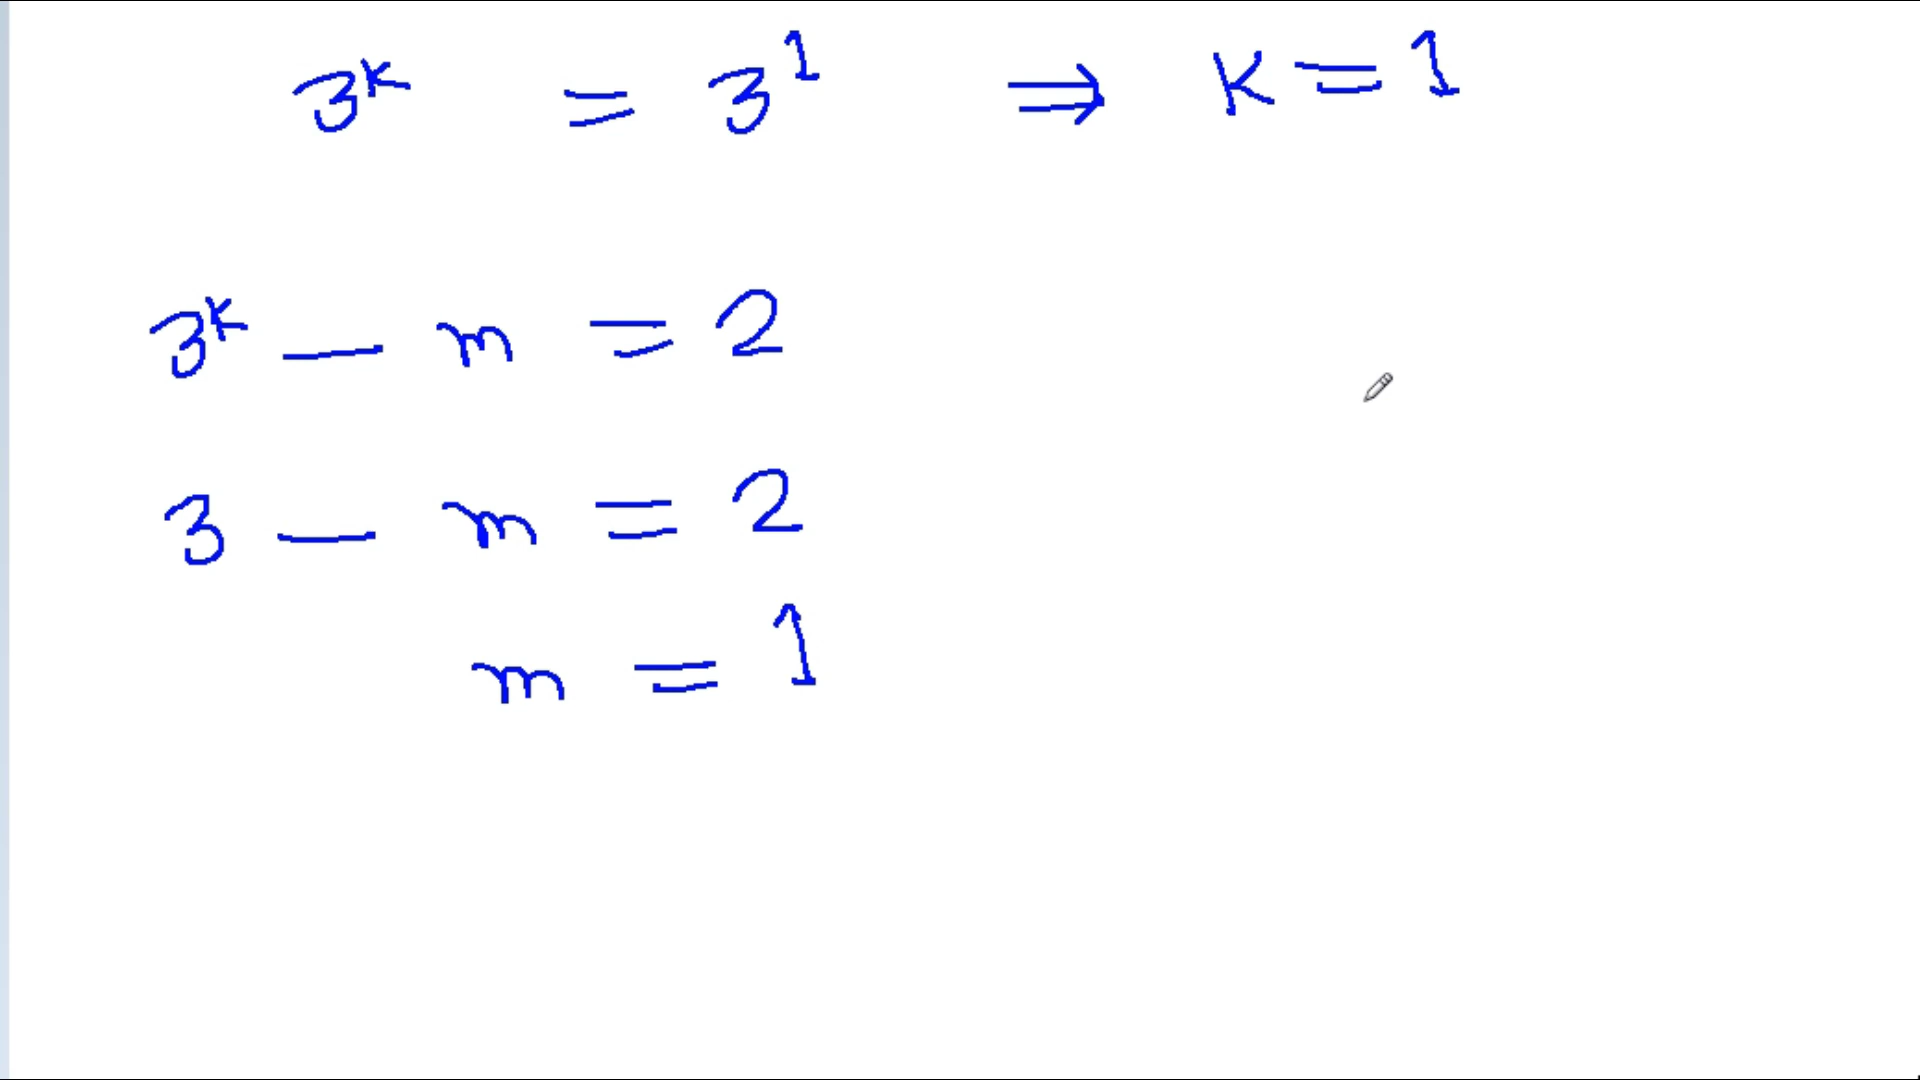 3ᵏ = 3¹ ⇒ k = 1
3ᵏ — m = 2
3 — m = 2
m = 1